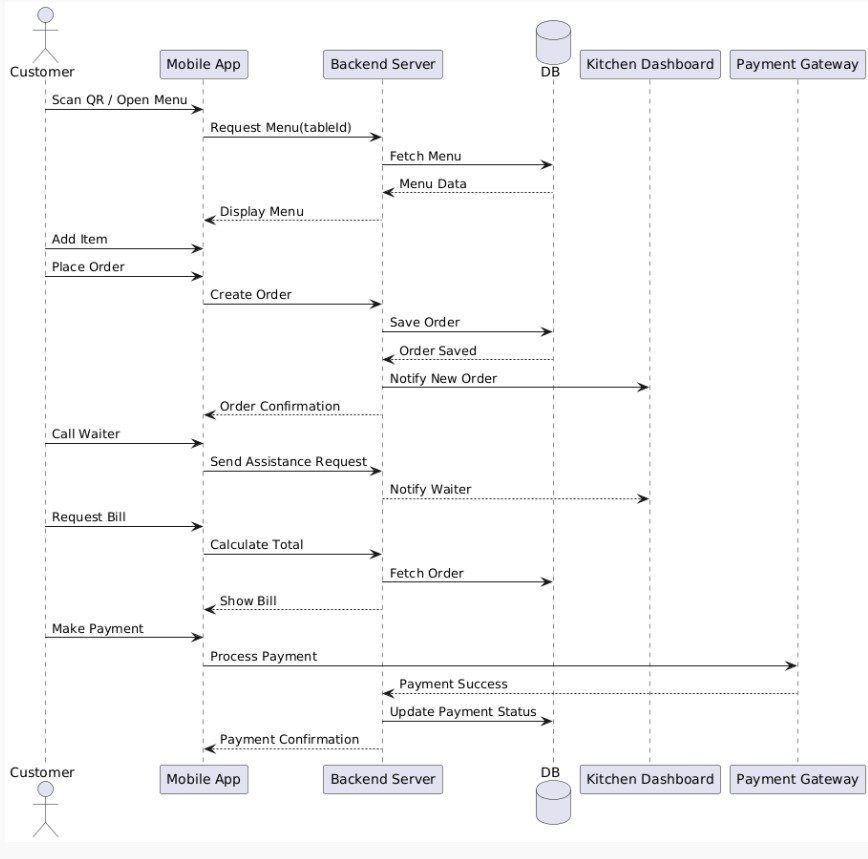 Customer
Mobile App
Backend Server
DB
Kitchen Dashboard
Payment Gateway
Scan QR / Open Menu
Request Menu(tableId)
Fetch Menu
Menu Data
Display Menu
Add Item
Place Order
Create Order
Save Order
Order Saved
Notify New Order
Order Confirmation
Call Waiter
Send Assistance Request
Notify Waiter
Request Bill
Calculate Total
Fetch Order
Show Bill
Make Payment
Process Payment
Payment Success
Update Payment Status
Payment Confirmation
Customer
Mobile App
Backend Server
DB
Kitchen Dashboard
Payment Gateway